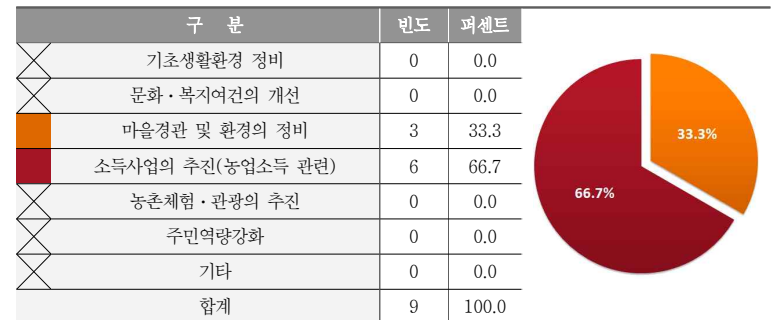 구 분 빈도 퍼센트
기초생활환경 정비 0 0.0
문화·복지여건의 개선 0 0.0
마을경관 및 환경의 정비 3 33.3
소득사업의 추진(농업소득 관련) 6 66.7
농촌체험·관광의 추진 0 0.0
주민역량강화 0 0.0
기타 0 0.0
합계 9 100.0
33.3%
66.7%